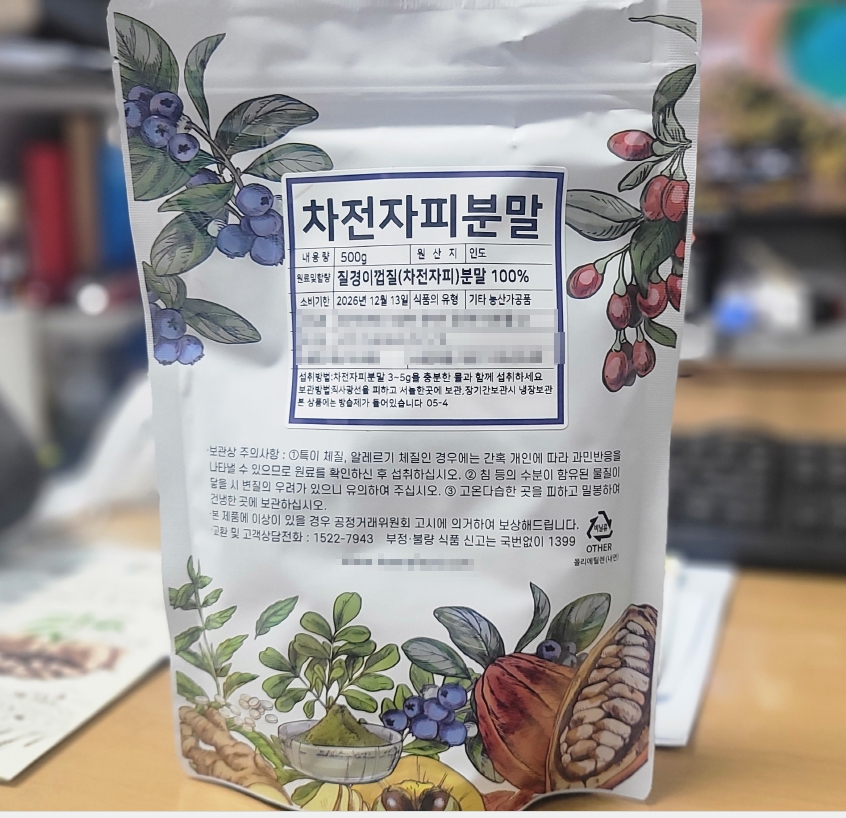 차전자피분말
내용량 500g 원산지 인도
원료및함량 질경이껍질(차전자피)분말 100%
소비기한 2026년 12월 13일 식품의 유형 기타 농산가공품
섭취방법:차전자피분말 3~5g을 충분한 물과 함께 섭취하세요
보관방법:직사광선을 피하고 서늘한곳에 보관,장기간보관시 냉장보관
본 상품에는 방습제가 들어있습니다 05-4
·보관상 주의사항 : ①특이 체질, 알레르기 체질인 경우에는 간혹 개인에 따라 과민반응을
나타낼 수 있으므로 원료를 확인하신 후 섭취하십시오. ② 침 등의 수분이 함유된 물질이
닿을 시 변질의 우려가 있으니 유의하여 주십시오. ③ 고온다습한 곳을 피하고 밀봉하여
건냉한 곳에 보관하십시오.
·본 제품에 이상이 있을 경우 공정거래위원회 고시에 의거하여 보상해드립니다.
·교환 및 고객상담전화 : 1522-7943 부정·불량 식품 신고는 국번없이 1399
비닐류
OTHER
폴리에틸렌(내면)